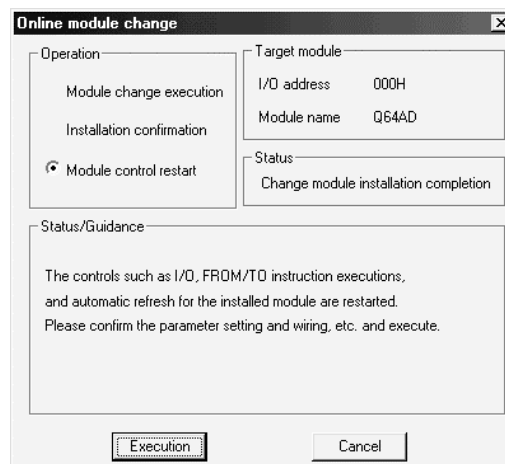 Online module change
Operation
Module change execution
Installation confirmation
Module control restart
Target module
I/O address 000H
Module name Q64AD
Status
Change module installation completion
Status/Guidance
The controls such as I/O, FROM/TO instruction executions,
and automatic refresh for the installed module are restarted.
Please confirm the parameter setting and wiring, etc. and execute.
Execution Cancel